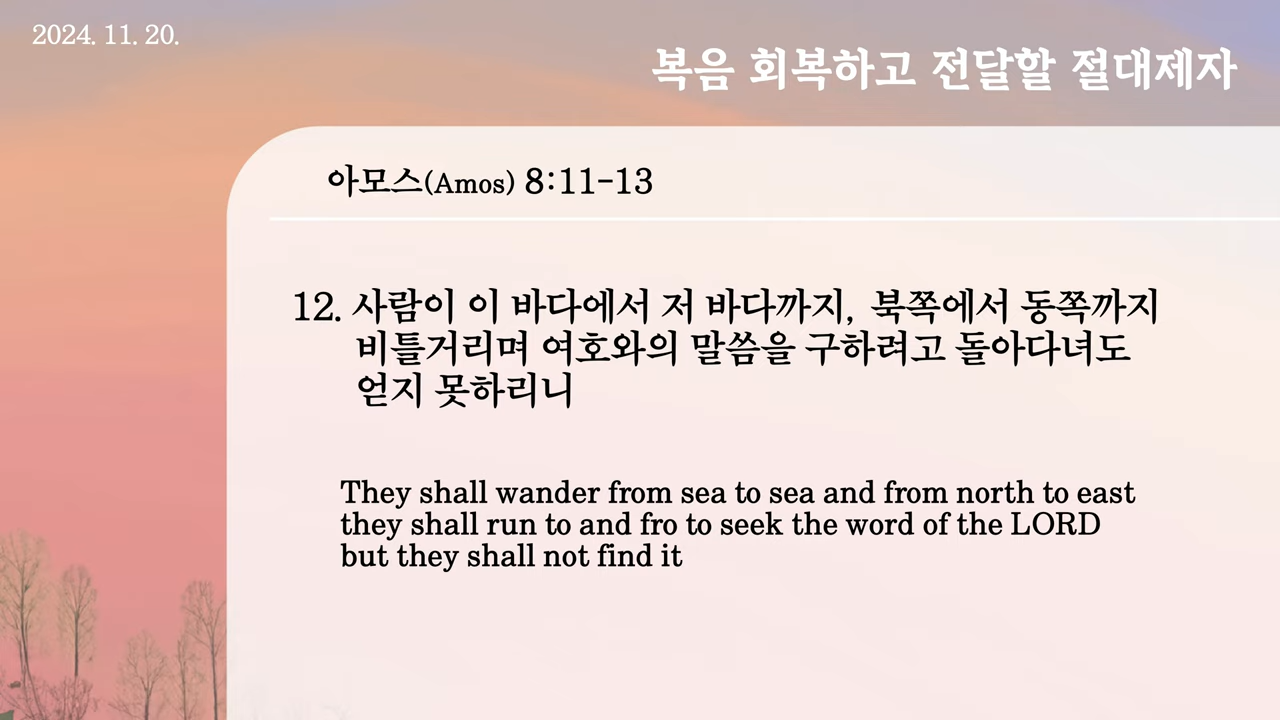 2024. 11. 20.
복음 회복하고 전달할 절대제자
아모스(Amos) 8:11-13
12. 사람이 이 바다에서 저 바다까지, 북쪽에서 동쪽까지
비틀거리며 여호와의 말씀을 구하려고 돌아다녀도
얻지 못하리니
They shall wander from sea to sea and from north to east
they shall run to and fro to seek the word of the LORD
but they shall not find it